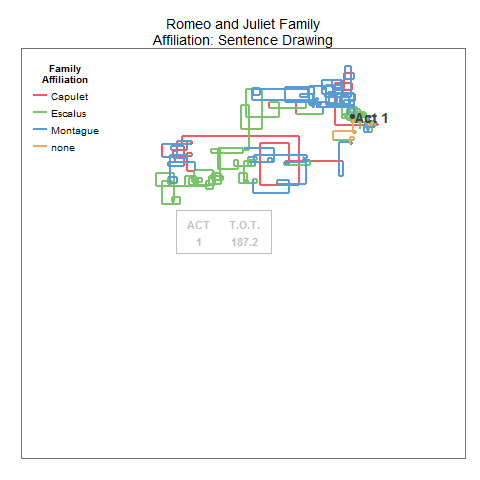 Romeo and Juliet Family
Affiliation: Sentence Drawing
Family
Affiliation
Capulet
Escalus
Montague
none
Act 1
ACT T.O.T.
1 187.2